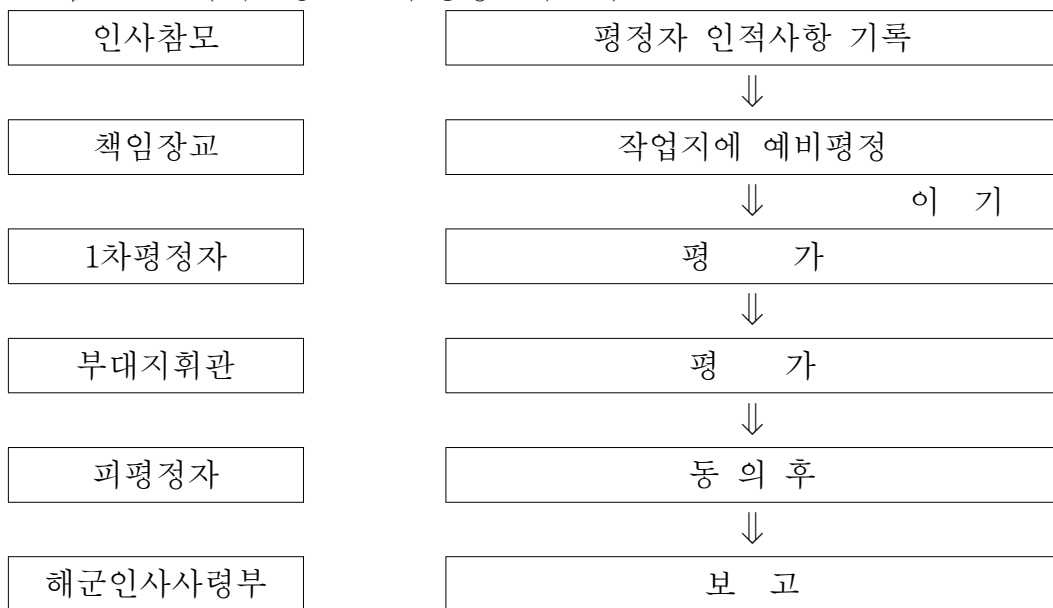 인사참모 평정자 인적사항 기록
⇓
책임장교 작업지에 예비평정
⇓ 이 기
1차평정자 평 가
⇓
부대지휘관 평 가
⇓
피평정자 동 의 후
⇓
해군인사사령부 보 고